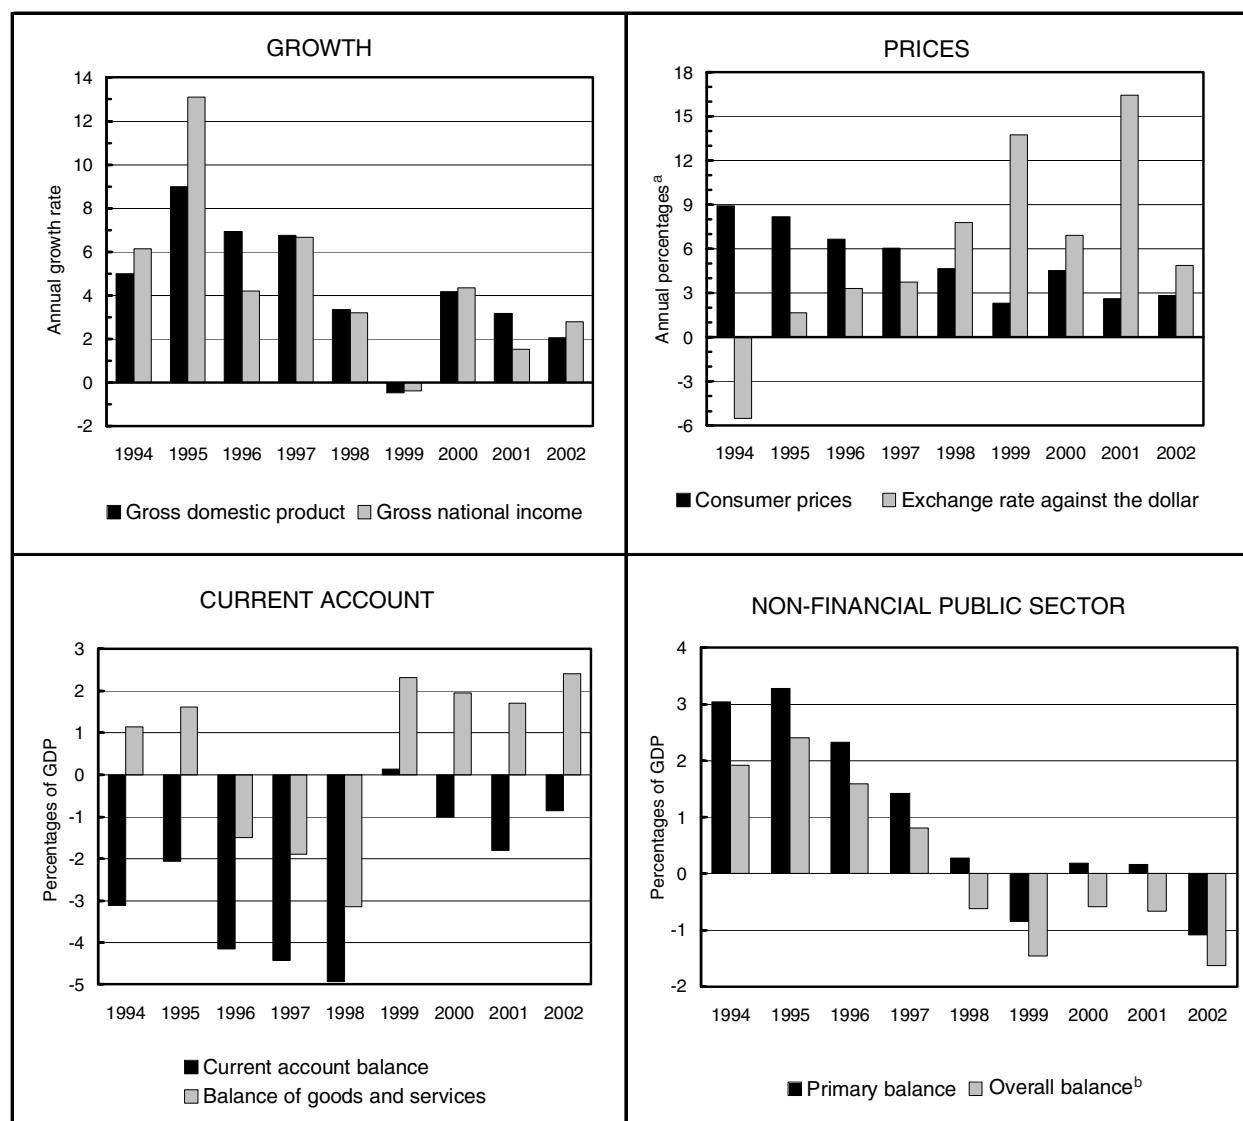 GROWTH
Annual growth rate
14
12
10
8
6
4
2
0
-2
1994 1995 1996 1997 1998 1999 2000 2001 2002
Gross domestic product Gross national income
PRICES
Annual percentagesᵃ
18
15
12
9
6
3
0
-3
-6
1994 1995 1996 1997 1998 1999 2000 2001 2002
Consumer prices Exchange rate against the dollar
CURRENT ACCOUNT
Percentages of GDP
3
2
1
0
-1
-2
-3
-4
-5
1994 1995 1996 1997 1998 1999 2000 2001 2002
Current account balance
Balance of goods and services
NON-FINANCIAL PUBLIC SECTOR
Percentages of GDP
4
3
2
1
0
-1
-2
1994 1995 1996 1997 1998 1999 2000 2001 2002
Primary balance Overall balanceᵇ